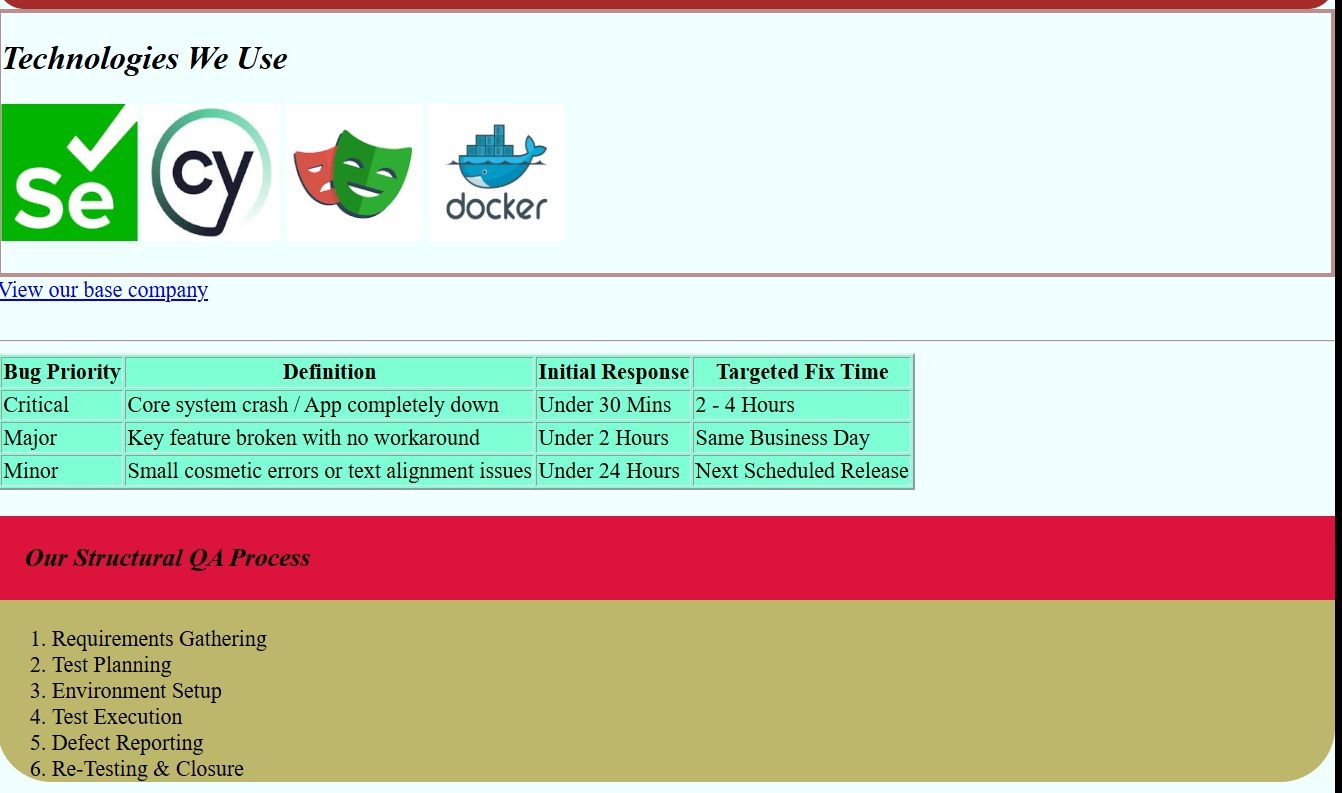 Technologies We Use
Se cy docker
View our base company
Bug Priority Definition Initial Response Targeted Fix Time
Critical Core system crash / App completely down Under 30 Mins 2 - 4 Hours
Major Key feature broken with no workaround Under 2 Hours Same Business Day
Minor Small cosmetic errors or text alignment issues Under 24 Hours Next Scheduled Release
Our Structural QA Process
1. Requirements Gathering
2. Test Planning
3. Environment Setup
4. Test Execution
5. Defect Reporting
6. Re-Testing & Closure